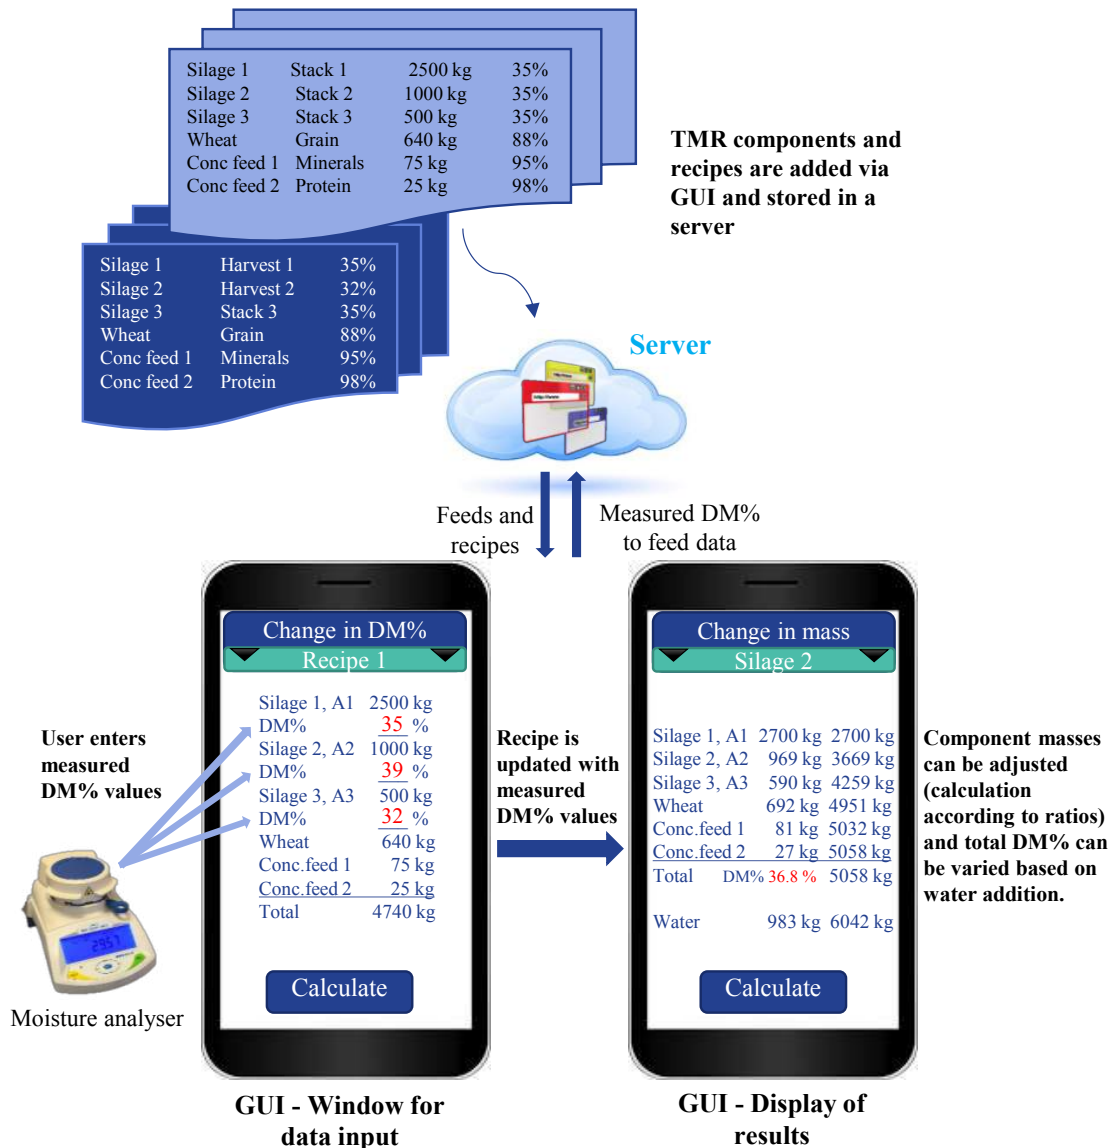 Silage 1 Stack 1 2500 kg 35%
Silage 2 Stack 2 1000 kg 35%
Silage 3 Stack 3 500 kg 35%
Wheat Grain 640 kg 88%
Conc feed 1 Minerals 75 kg 95%
Conc feed 2 Protein 25 kg 98%
TMR components and
recipes are added via
GUI and stored in a
server
Silage 1 Harvest 1 35%
Silage 2 Harvest 2 32%
Silage 3 Stack 3 35%
Wheat Grain 88%
Conc feed 1 Minerals 95%
Conc feed 2 Protein 98%
Server
http://www
Feeds and
recipes
Measured DM%
to feed data
Change in DM%
Recipe 1
Silage 1, A1 2500 kg
DM% 35 %
Silage 2, A2 1000 kg
DM% 39 %
Silage 3, A3 500 kg
DM% 32 %
Wheat 640 kg
Conc.feed 1 75 kg
Conc.feed 2 25 kg
Total 4740 kg
Calculate
User enters
measured
DM% values
Moisture analyser
Recipe is
updated with
measured
DM% values
Change in mass
Silage 2
Silage 1, A1 2700 kg 2700 kg
Silage 2, A2 969 kg 3669 kg
Silage 3, A3 590 kg 4259 kg
Wheat 692 kg 4951 kg
Conc.feed 1 81 kg 5032 kg
Conc.feed 2 27 kg 5058 kg
Total DM% 36.8 % 5058 kg
Water 983 kg 6042 kg
Calculate
Component masses
can be adjusted
(calculation
according to ratios)
and total DM% can
be varied based on
water addition.
GUI - Window for
data input
GUI - Display of
results